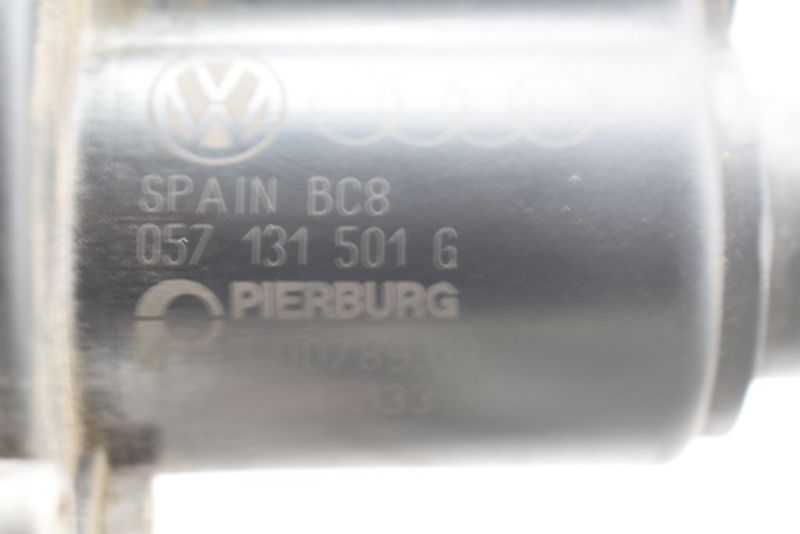 SPAIN BC8
057 131 501 G
PIERBURG
133